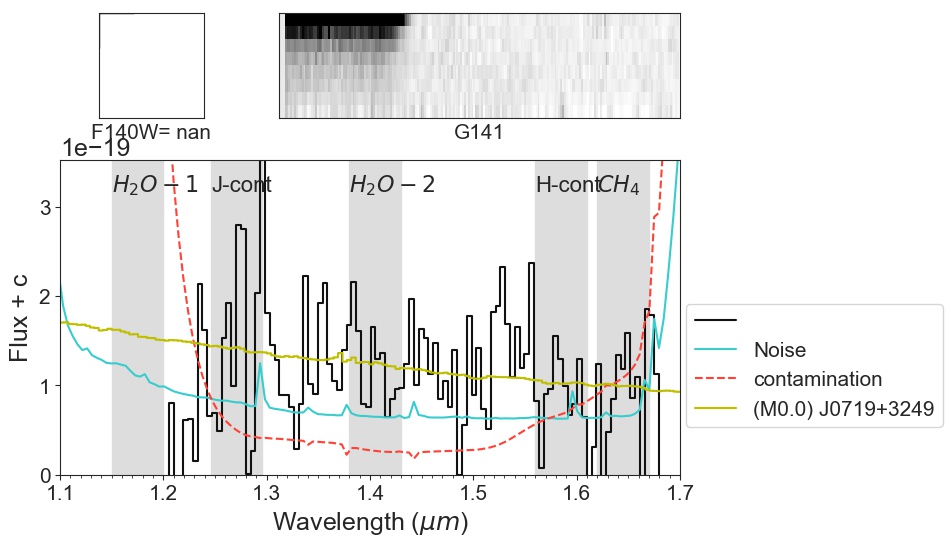 F140W= nan
G141
1e−19
H₂O − 1
J-cont
H₂O − 2
H-cont
CH₄
3
2
1
0
Flux + c
1.1
1.2
1.3
1.4
1.5
1.6
1.7
Wavelength (μm)
Noise
contamination
(M0.0) J0719+3249